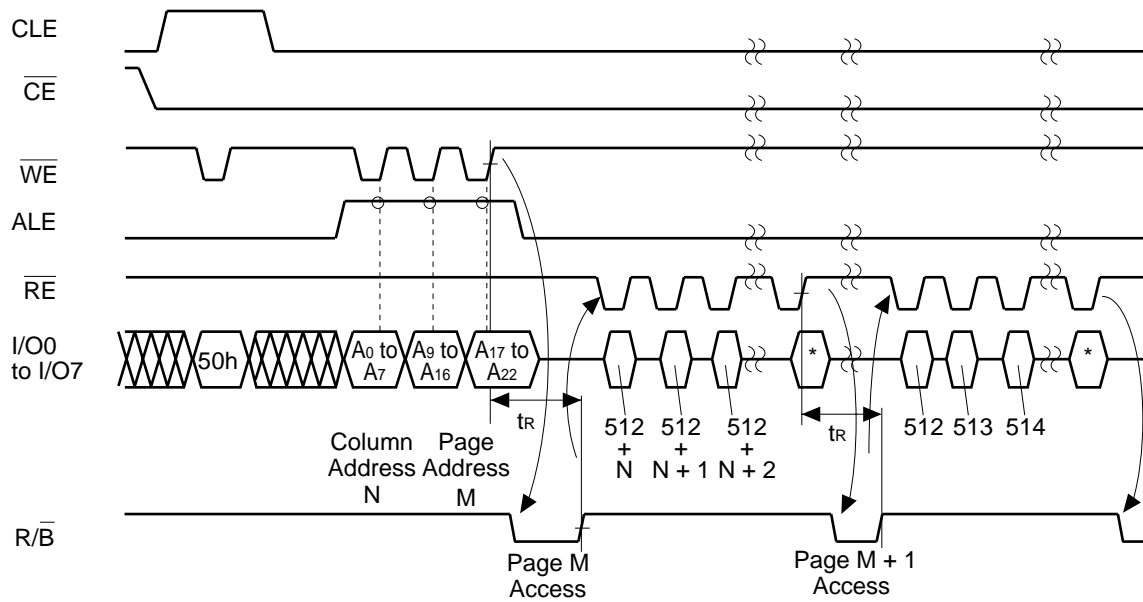 CLE
CE
WE
ALE
RE
I/O0
to I/O7
50h
A0 to
A7
A9 to
A16
A17 to
A22
*
*
tR
tR
512
+
N
512
+
N + 1
512
+
N + 2
512
513
514
Column
Address
N
Page
Address
M
R/B
Page M
Access
Page M + 1
Access